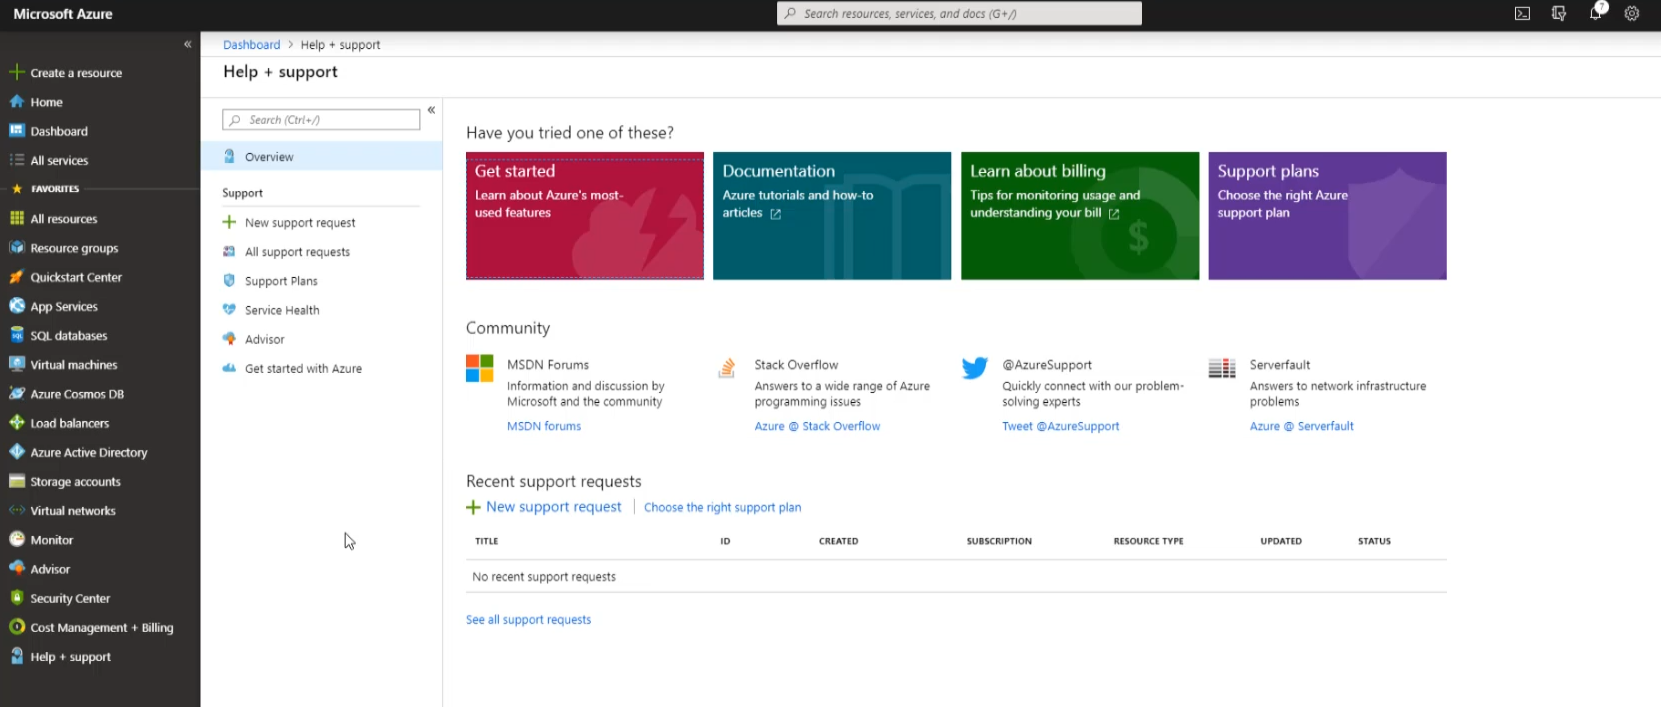 Microsoft Azure
Search resources, services, and docs (G+/)
7
«
Create a resource
Home
Dashboard
All services
FAVORITES
All resources
Resource groups
Quickstart Center
App Services
SQL databases
Virtual machines
Azure Cosmos DB
Load balancers
Azure Active Directory
Storage accounts
Virtual networks
Monitor
Advisor
Security Center
Cost Management + Billing
Help + support
Dashboard > Help + support
Help + support
Search (Ctrl+/)
«
Overview
Support
New support request
All support requests
Support Plans
Service Health
Advisor
Get started with Azure
Have you tried one of these?
Get started
Learn about Azure's most-
used features
Documentation
Azure tutorials and how-to
articles
Learn about billing
Tips for monitoring usage and
understanding your bill
$
Support plans
Choose the right Azure
support plan
Community
MSDN Forums
Information and discussion by
Microsoft and the community
MSDN forums
Stack Overflow
Answers to a wide range of Azure
programming issues
Azure @ Stack Overflow
@AzureSupport
Quickly connect with our problem-
solving experts
Tweet @AzureSupport
Serverfault
Answers to network infrastructure
problems
Azure @ Serverfault
Recent support requests
New support request | Choose the right support plan
TITLE ID CREATED SUBSCRIPTION RESOURCE TYPE UPDATED STATUS
No recent support requests
See all support requests